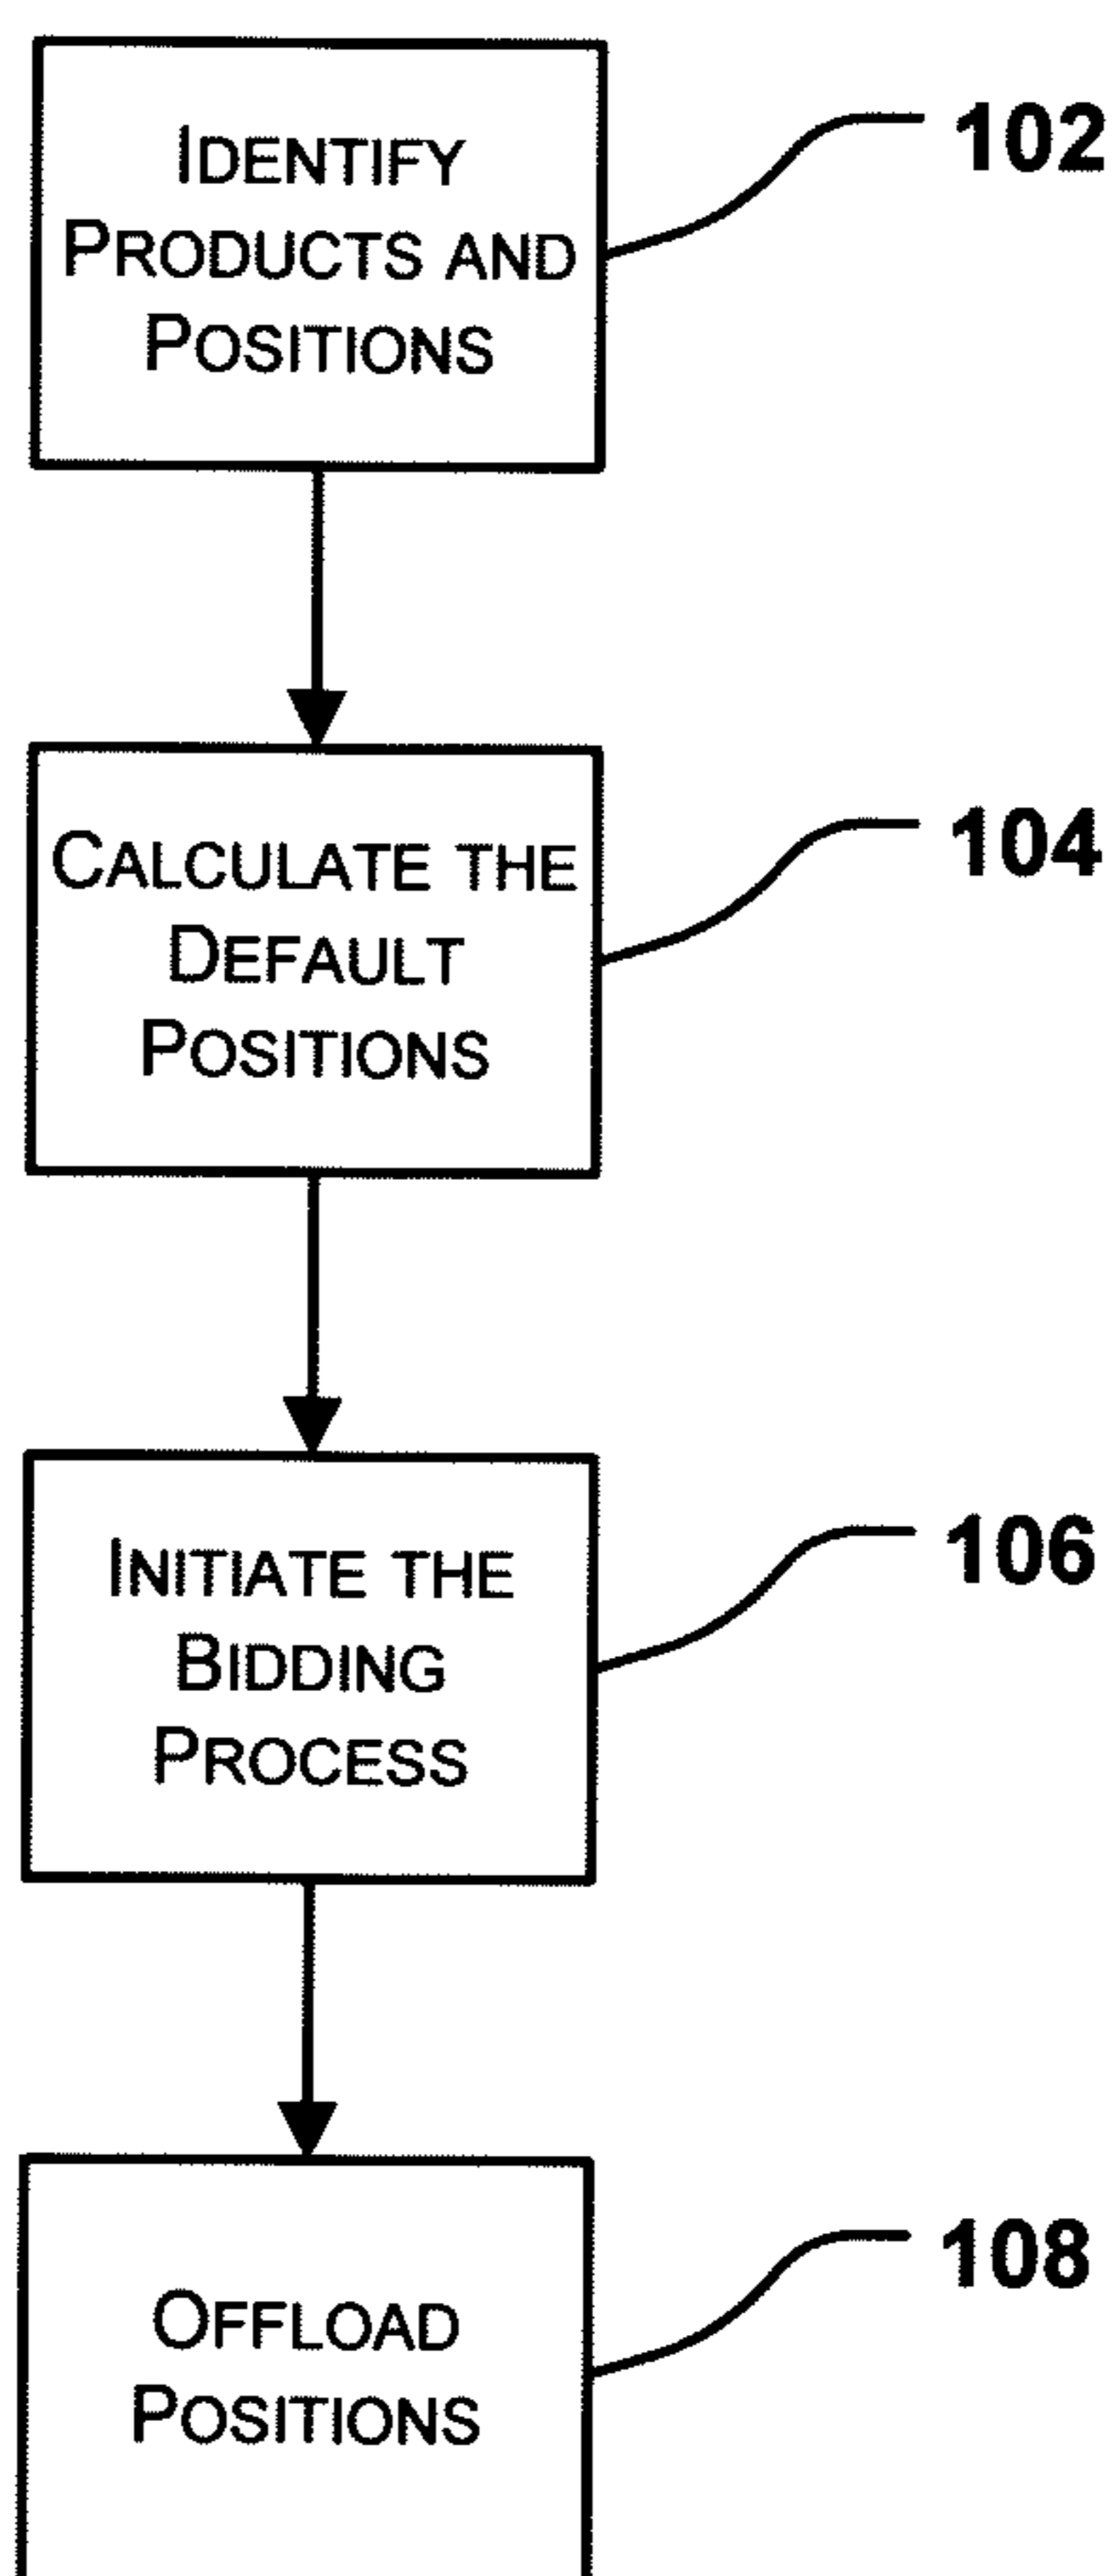 IDENTIFY
PRODUCTS AND
POSITIONS
102
CALCULATE THE
DEFAULT
POSITIONS
104
INITIATE THE
BIDDING
PROCESS
106
OFFLOAD
POSITIONS
108